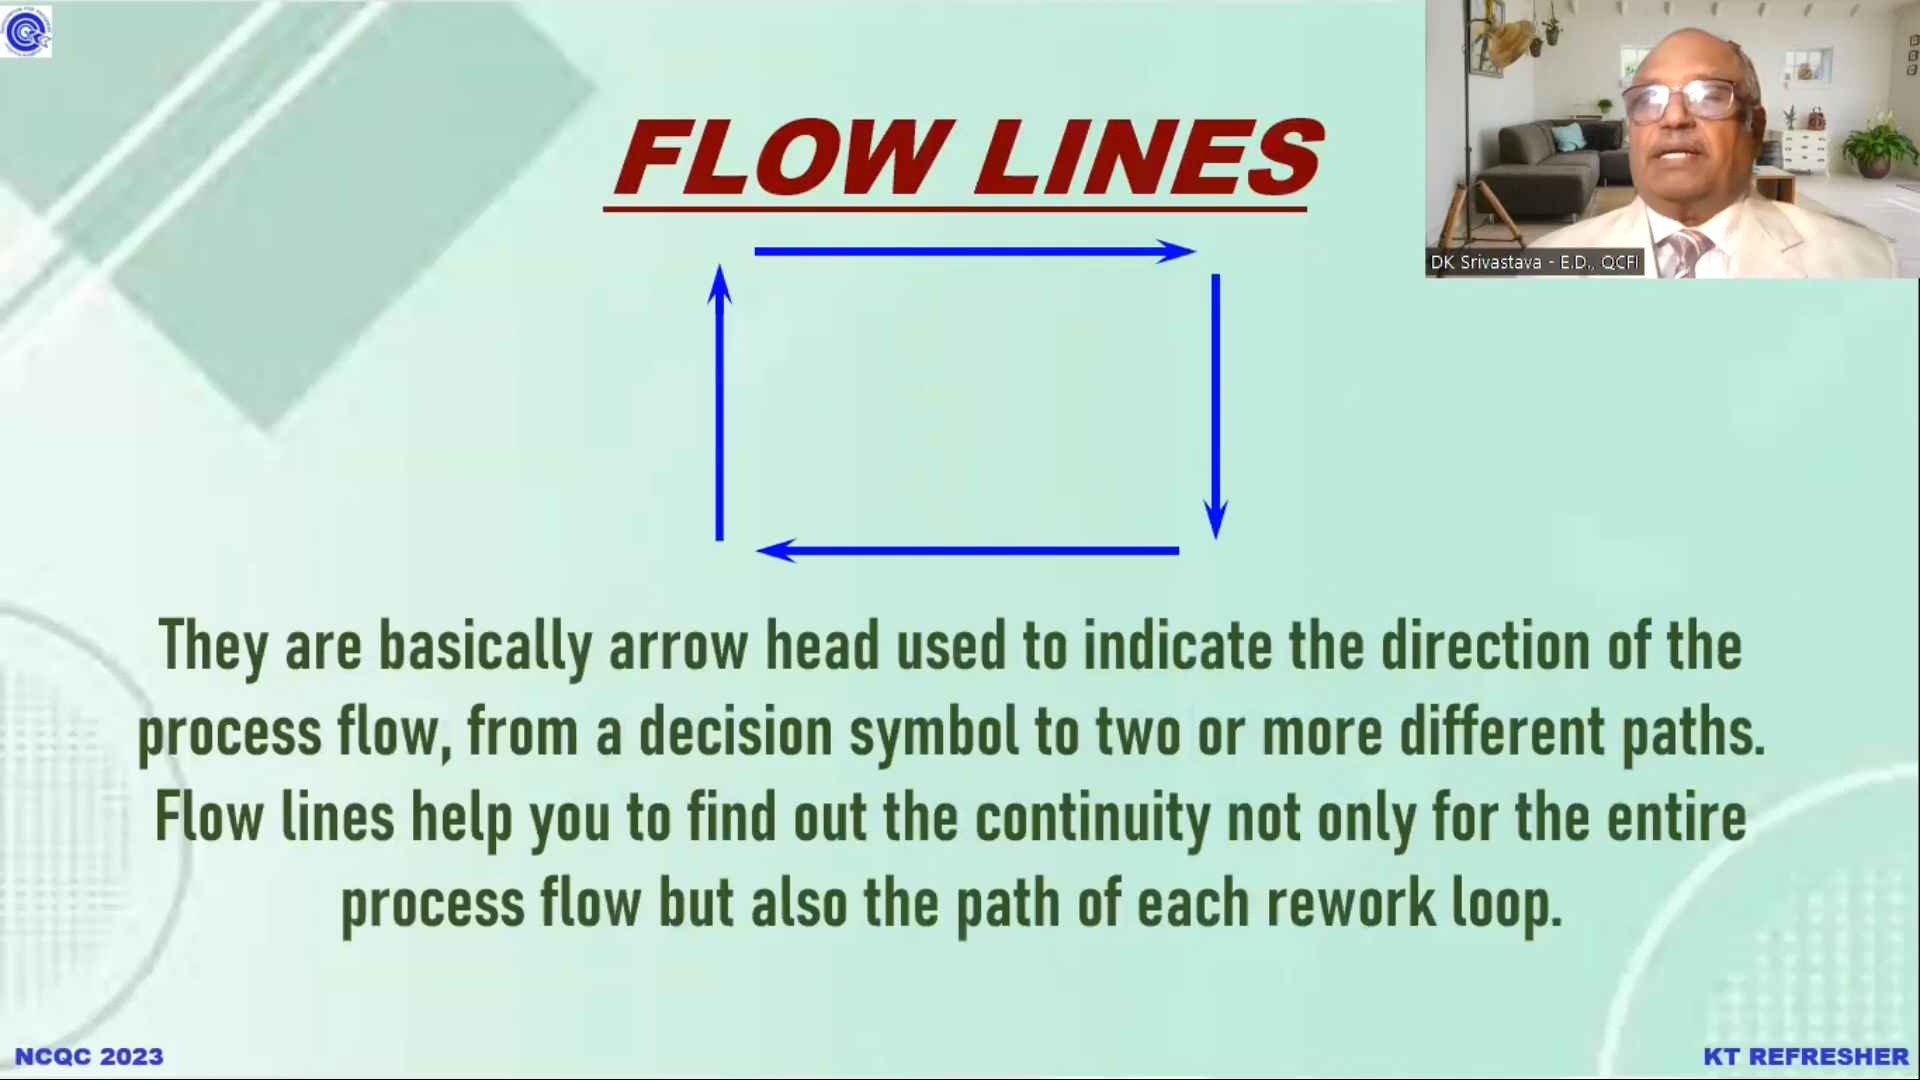 FLOW LINES
DK Srivastava - E.D., QCFI
They are basically arrow head used to indicate the direction of the
process flow, from a decision symbol to two or more different paths.
Flow lines help you to find out the continuity not only for the entire
process flow but also the path of each rework loop.
NCQC 2023
KT REFRESHER